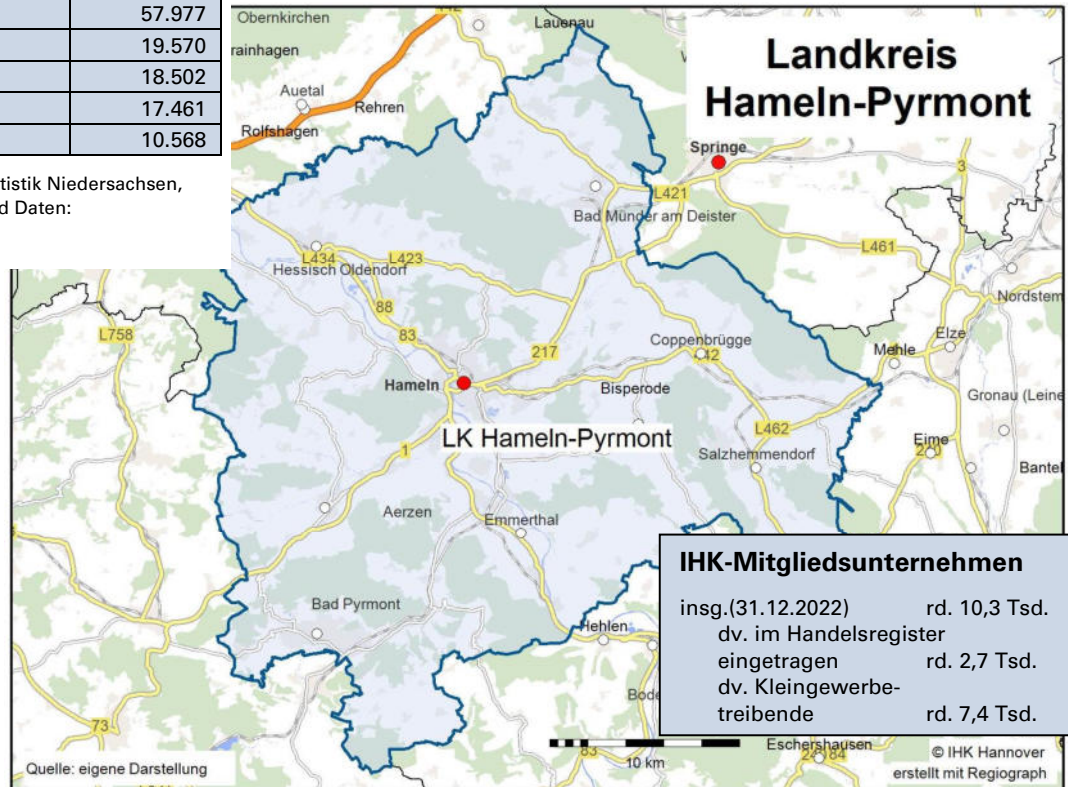 57.977
19.570
18.502
17.461
10.568
tistik Niedersachsen,
d Daten:
Landkreis
Hameln-Pyrmont
Obernkirchen
Lauenau
rainhagen
Auetal
Rehren
Rolfshagen
Springe
3
L421
Bad Münder am Deister
L461
L434
L423
Hessisch Oldendorf
Nordstem
88
L758
83
Elze
217
Coppenbrügge
Mehle
Hameln
Bisperode
Gronau (Leine
LK Hameln-Pyrmont
L462
1
Salzhemmendorf
Eime
Bantel
Aerzen
Emmerthal
Bad Pyrmont
Hehlen
Bode
73
83
10 km
Eschershausen
IHK-Mitgliedsunternehmen
insg.(31.12.2022) rd. 10,3 Tsd.
dv. im Handelsregister
eingetragen rd. 2,7 Tsd.
dv. Kleingewerbe-
treibende rd. 7,4 Tsd.
Quelle: eigene Darstellung
© IHK Hannover
erstellt mit Regiograph